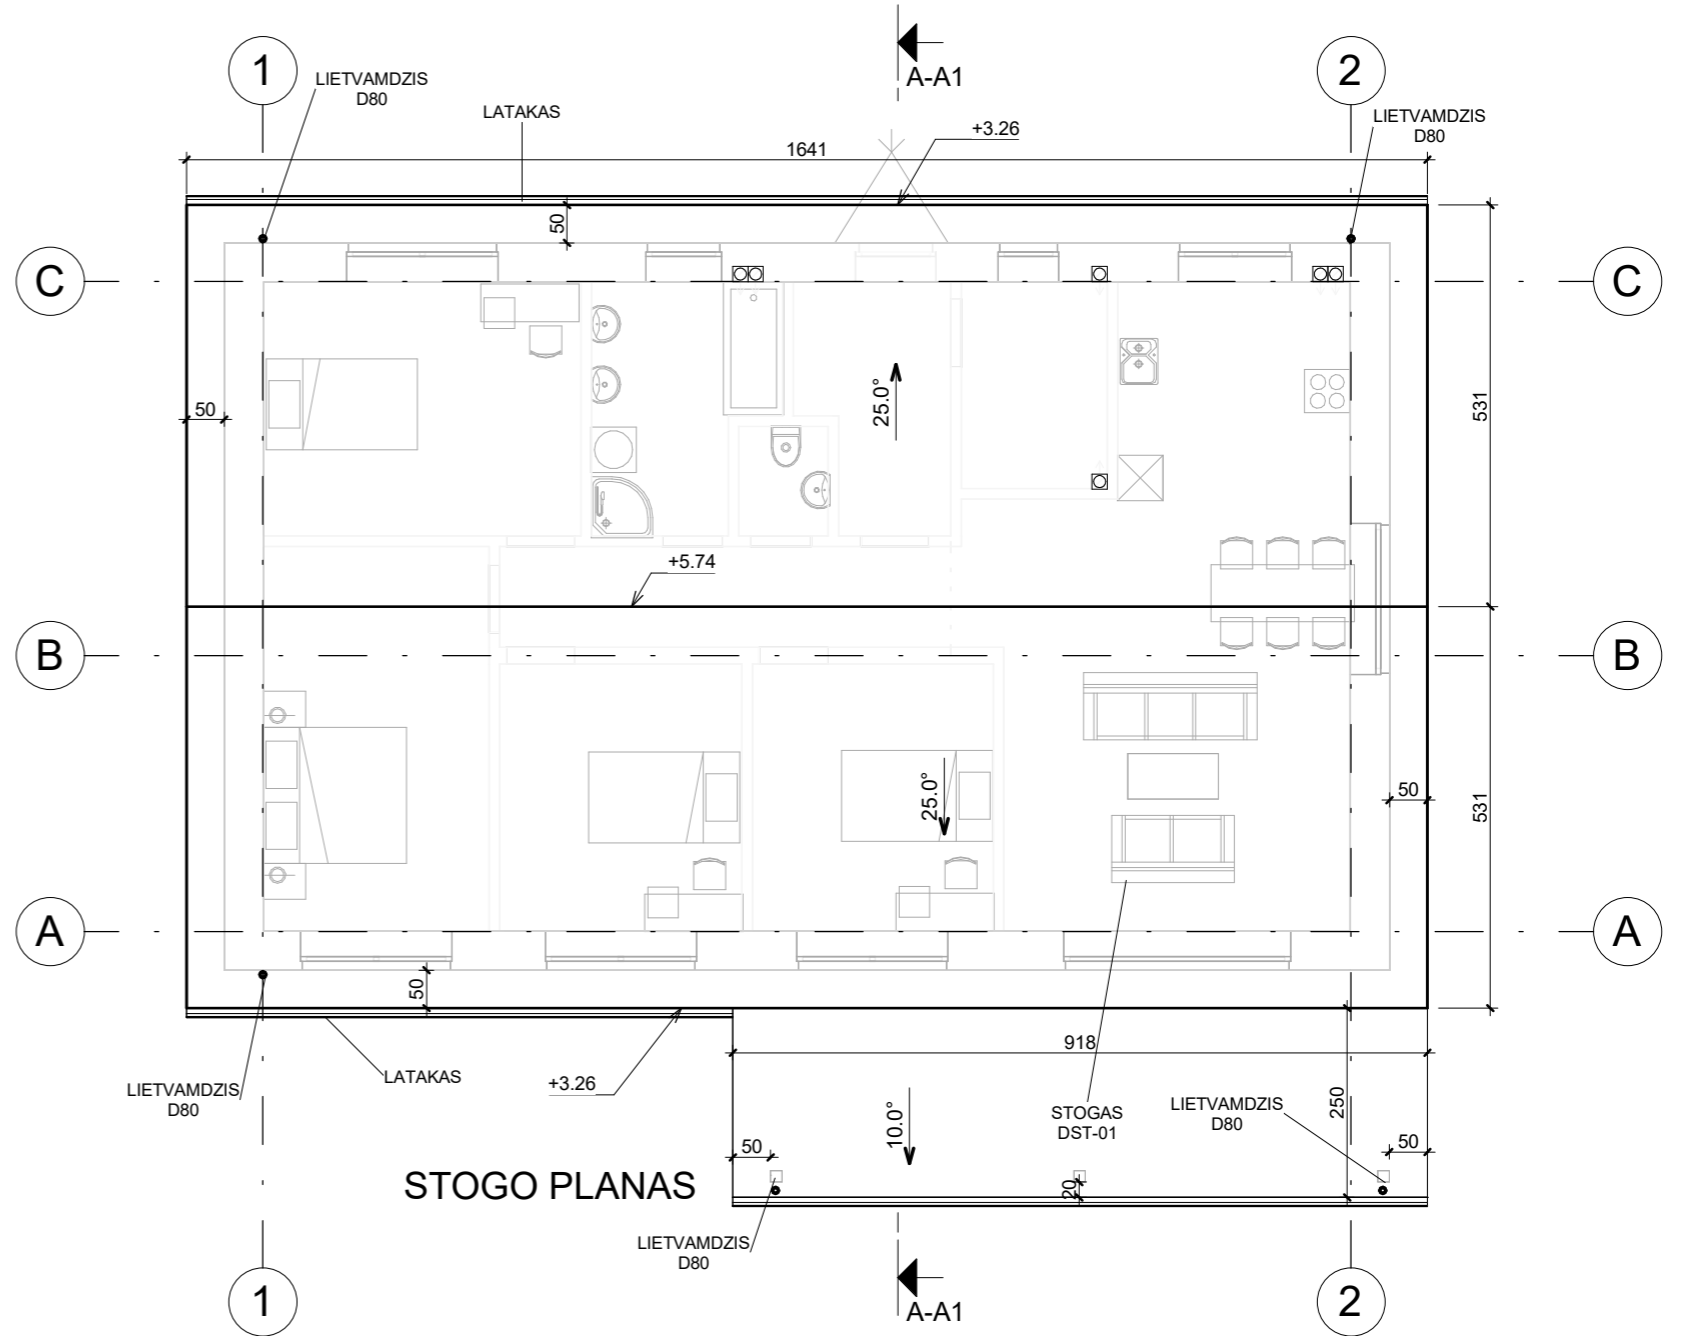 1
LIETVAMDZIS
D80
LATAKAS
A-A1
2
LIETVAMDZIS
D80
+3.26
1641
50
C
C
50
25.0°
531
+5.74
B
B
25.0°
50
531
A
A
50
918
LIETVAMDZIS
D80
LATAKAS
+3.26
10.0°
STOGAS
DST-01
LIETVAMDZIS
D80
250
50
50
20
STOGO PLANAS
LIETVAMDZIS
D80
1
A-A1
2